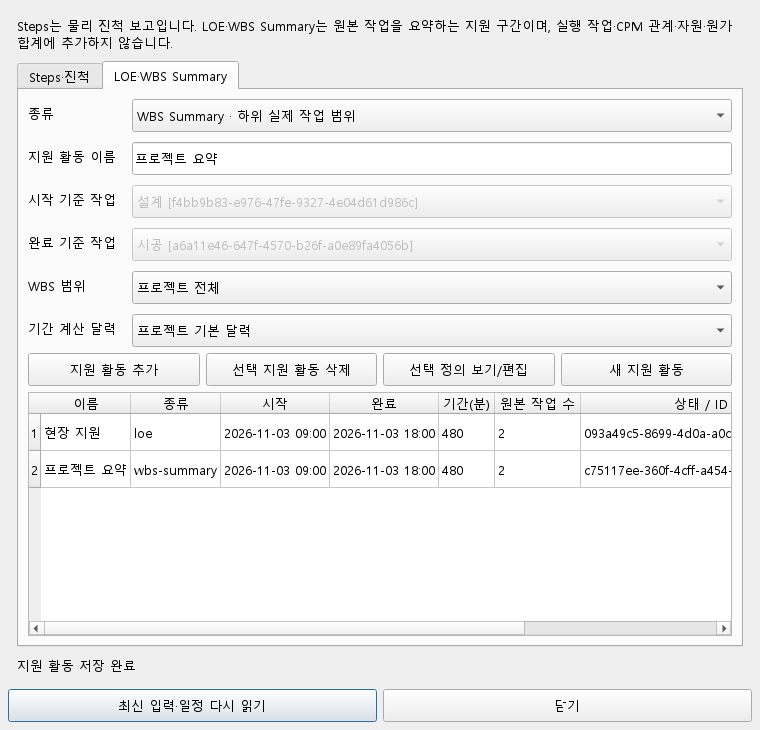 Steps는 물리 진척 보고입니다. LOE·WBS Summary는 원본 작업을 요약하는 지원 구간이며, 실행 작업·CPM 관계·자원·원가
합계에 추가하지 않습니다.
Steps·진척 LOE·WBS Summary
종류 WBS Summary · 하위 실제 작업 범위
지원 활동 이름 프로젝트 요약
시작 기준 작업 설계 [f4bb9b83-e976-47fe-9327-4e04d61d986c]
완료 기준 작업 시공 [a6a11e46-647f-4570-b26f-a0e89fa4056b]
WBS 범위 프로젝트 전체
기간 계산 달력 프로젝트 기본 달력
지원 활동 추가 선택 지원 활동 삭제 선택 정의 보기/편집 새 지원 활동
이름 종류 시작 완료 기간(분) 원본 작업 수 상태 / ID
1 현장 지원 loe 2026-11-03 09:00 2026-11-03 18:00 480 2 093a49c5-8699-4d0a-a0c
2 프로젝트 요약 wbs-summary 2026-11-03 09:00 2026-11-03 18:00 480 2 c75117ee-360f-4cff-a454-
지원 활동 저장 완료
최신 입력·일정 다시 읽기 닫기